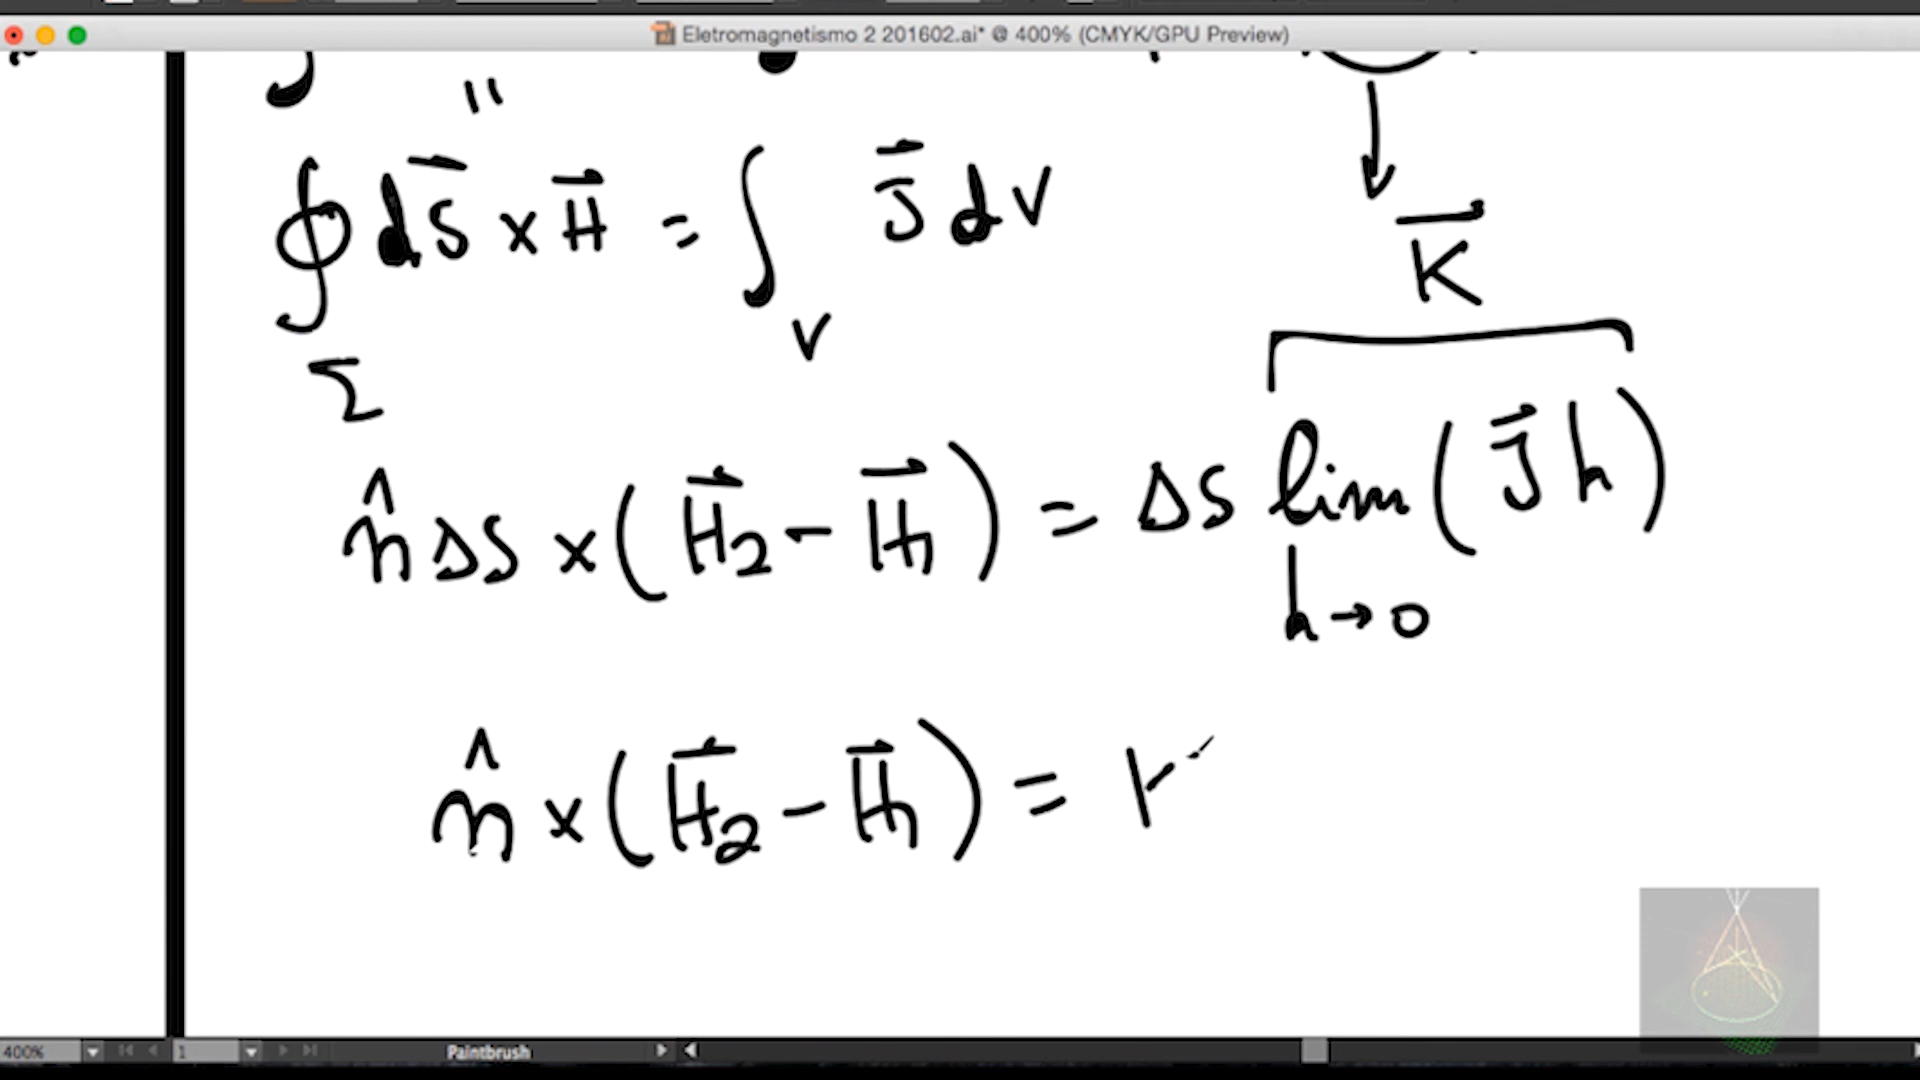 Eletromagnetismo 2 201602.ai* @ 400% (CMYK/GPU Preview)
"
∮ dS⃗ × H⃗ = ∫ J⃗ dV
Σ V
K⃗
n̂ ΔS × (H⃗₂ − H⃗₁) = ΔS lim (J⃗ h)
h → 0
n̂ × (H⃗₂ − H⃗₁) =
400% 1 Paintbrush